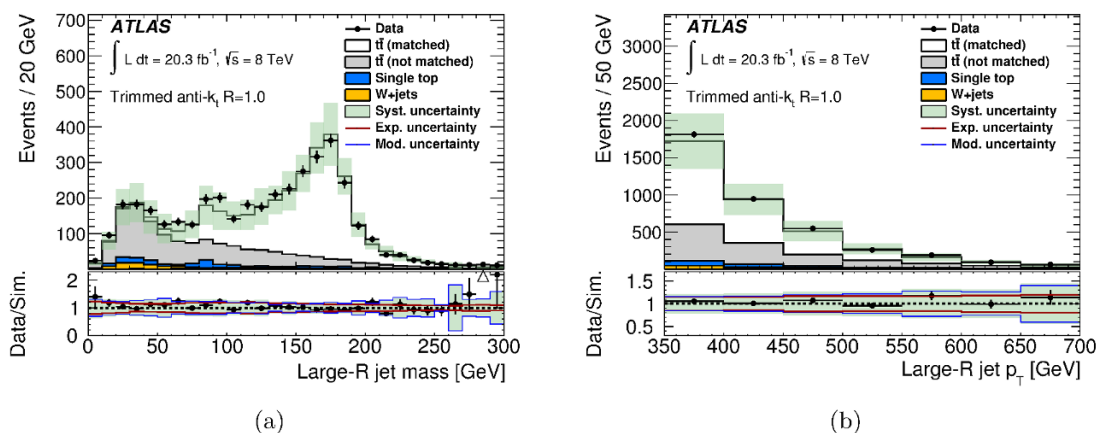 ATLAS
∫ L dt = 20.3 fb⁻¹, √s = 8 TeV
Trimmed anti-kₜ R=1.0
Data
tt̄ (matched)
tt̄ (not matched)
Single top
W+jets
Syst. uncertainty
Exp. uncertainty
Mod. uncertainty
Events / 20 GeV
700
600
500
400
300
200
100
Data/Sim.
2
1
0
0 50 100 150 200 250 300
Large-R jet mass [GeV]
(a)
ATLAS
∫ L dt = 20.3 fb⁻¹, √s = 8 TeV
Trimmed anti-kₜ R=1.0
Data
tt̄ (matched)
tt̄ (not matched)
Single top
W+jets
Syst. uncertainty
Exp. uncertainty
Mod. uncertainty
Events / 50 GeV
3500
3000
2500
2000
1500
1000
500
Data/Sim.
1.5
1
0.5
350 400 450 500 550 600 650 700
Large-R jet p_T [GeV]
(b)